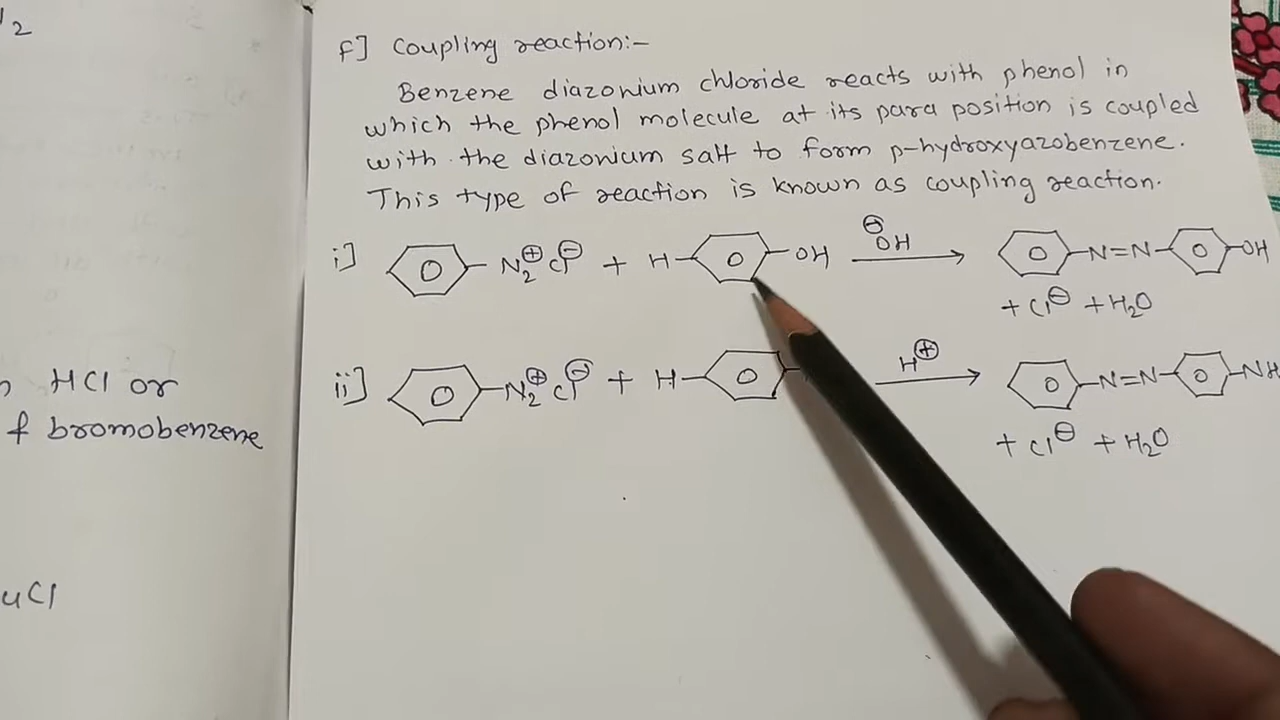 2
f] Coupling reaction:-
Benzene diazonium chloride reacts with phenol in
which the phenol molecule at its para position is coupled
with the diazonium salt to form p-hydroxyazobenzene.
This type of reaction is known as coupling reaction.
i] N₂⊕ Cl⊖ + H OH ⊖OH N=N OH
+ Cl⊖ + H₂O
ii] N₂⊕ Cl⊖ + H H⊕ N=N NH
+ Cl⊖ + H₂O
HCl or
f bromobenzene
uCl